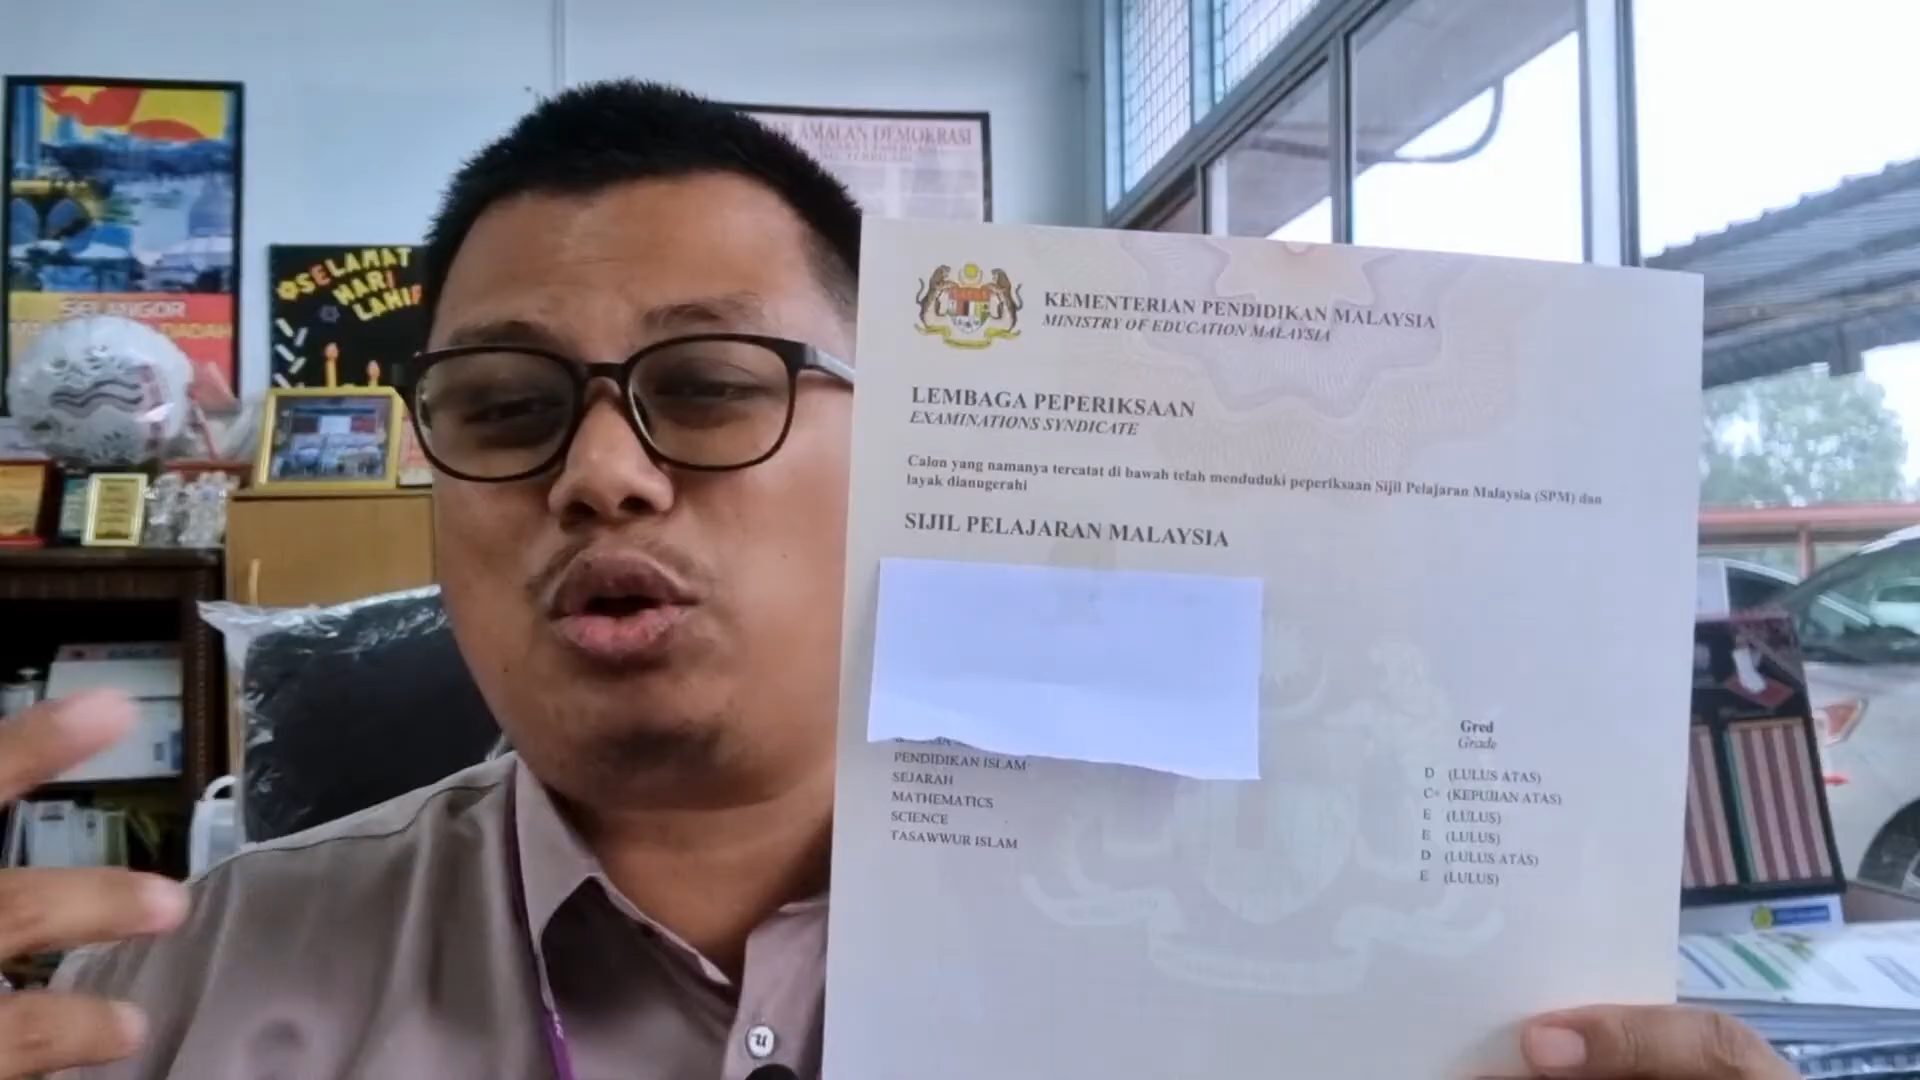 SELANGOR
SELAMAT
HARI
LAHIR
AMALAN DEMOKRASI
KEMENTERIAN PENDIDIKAN MALAYSIA
MINISTRY OF EDUCATION MALAYSIA
LEMBAGA PEPERIKSAAN
EXAMINATIONS SYNDICATE
Calon yang namanya tercatat di bawah telah menduduki peperiksaan Sijil Pelajaran Malaysia (SPM) dan
layak dianugerahi
SIJIL PELAJARAN MALAYSIA
Gred
Grade
PENDIDIKAN ISLAM
SEJARAH
MATHEMATICS
SCIENCE
TASAWWUR ISLAM
D (LULUS ATAS)
C+ (KEPUJIAN ATAS)
E (LULUS)
E (LULUS)
D (LULUS ATAS)
E (LULUS)